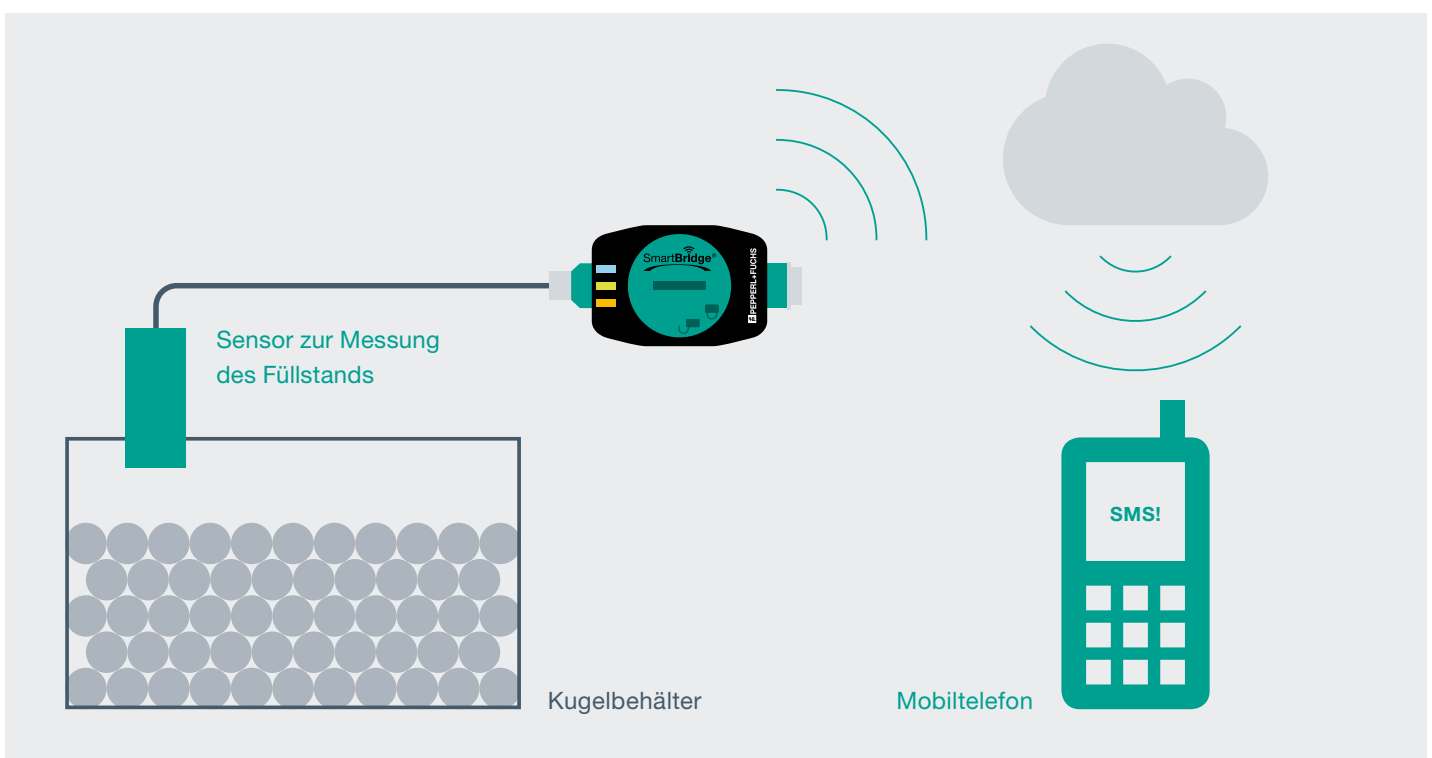 SmartBridge®
PEPPERL+FUCHS
Sensor zur Messung
des Füllstands
SMS!
Kugelbehälter
Mobiltelefon